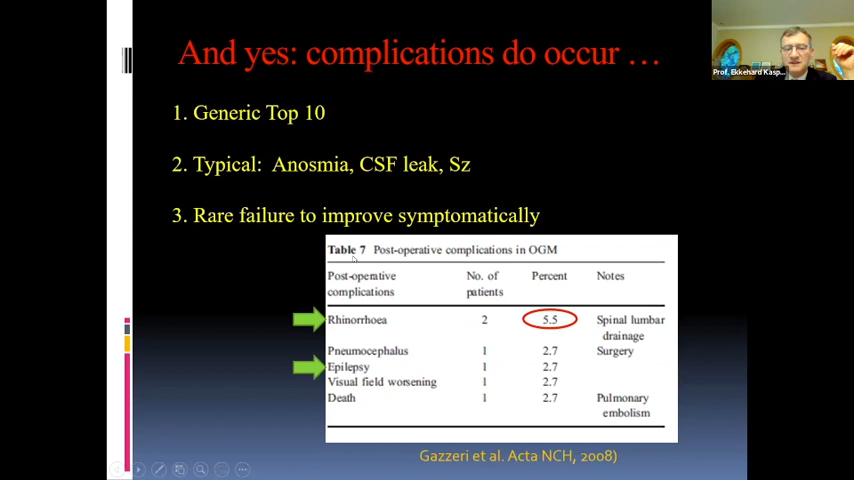 And yes: complications do occur …
Prof. Ekkehard Kasp...
1. Generic Top 10
2. Typical: Anosmia, CSF leak, Sz
3. Rare failure to improve symptomatically
Table 7 Post-operative complications in OGM
Post-operative complications No. of patients Percent Notes
Rhinorrhoea 2 5.5 Spinal lumbar drainage
Pneumocephalus 1 2.7 Surgery
Epilepsy 1 2.7
Visual field worsening 1 2.7
Death 1 2.7 Pulmonary embolism
Gazzeri et al. Acta NCH, 2008)